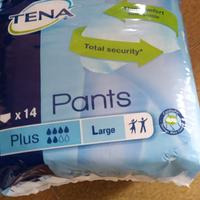 TENA
Total security*
x 14
Pants
Plus
Large